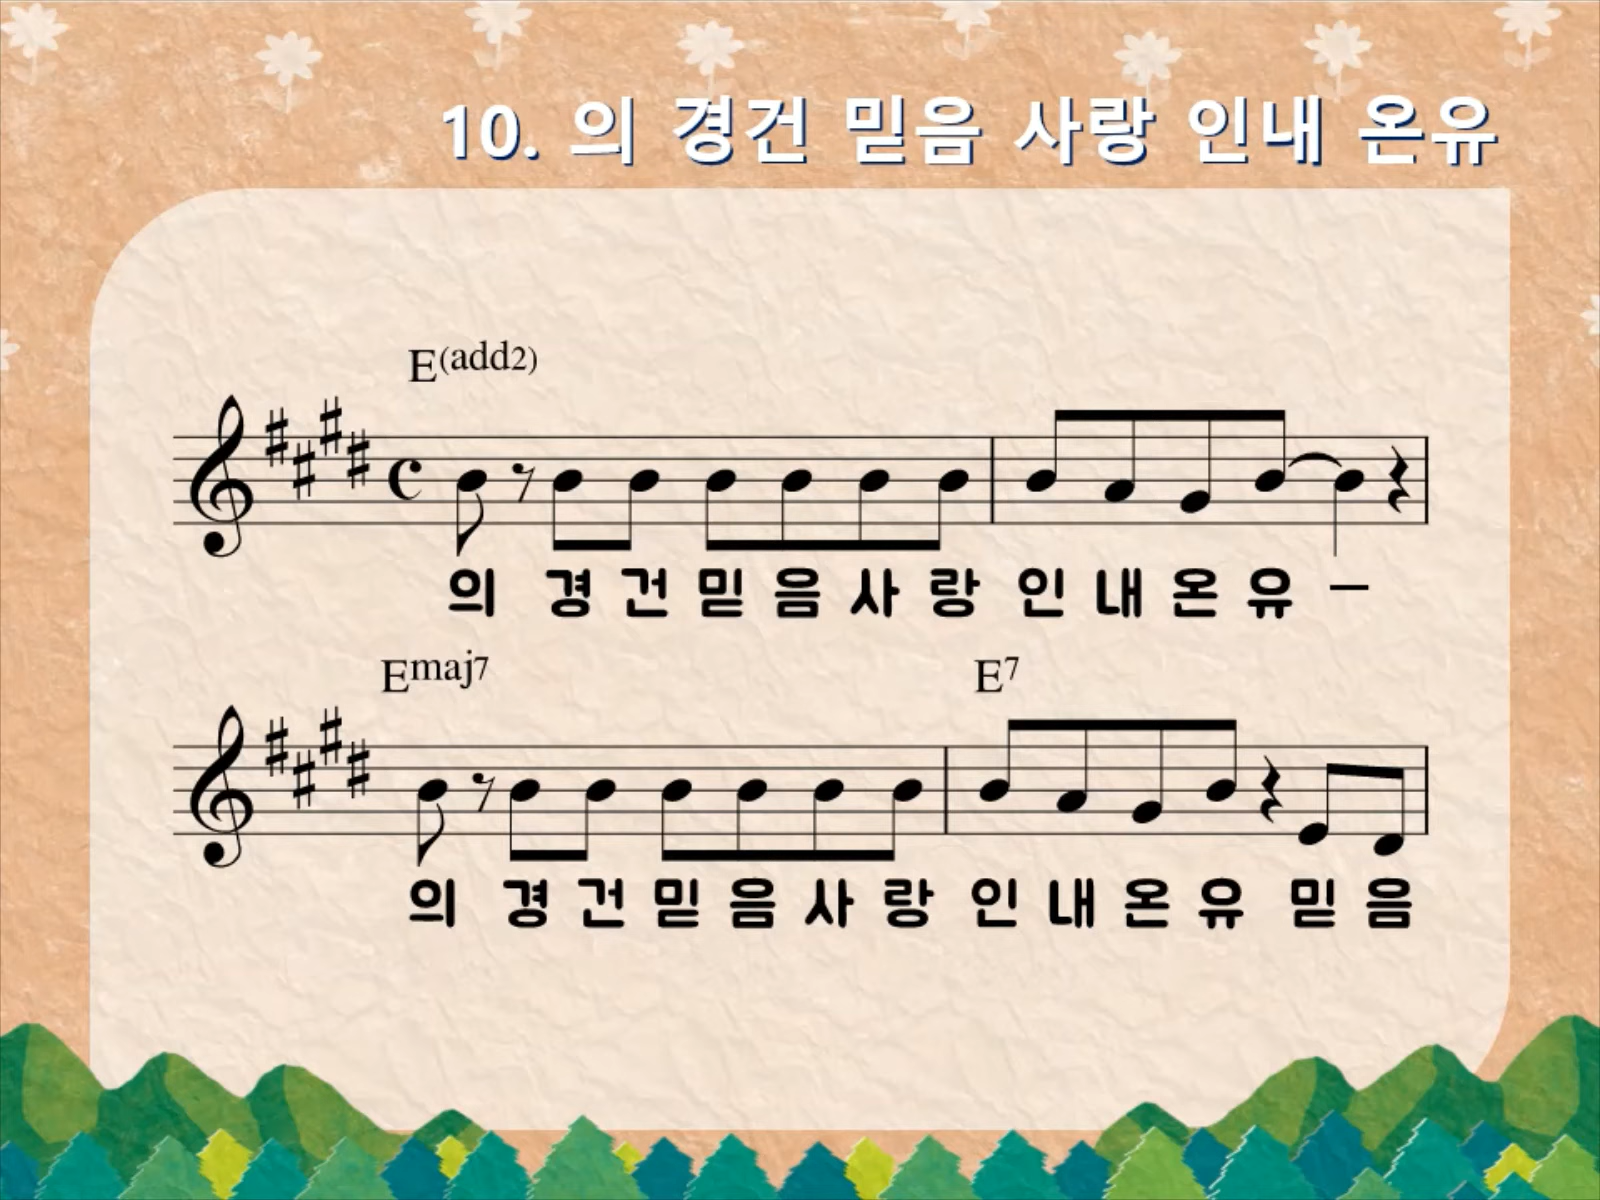 10. 의 경건 믿음 사랑 인내 온유
E(add2)
의 경 건 믿 음 사 랑 인 내 온 유 ㅡ
Emaj7 E7
의 경 건 믿 음 사 랑 인 내 온 유 믿 음